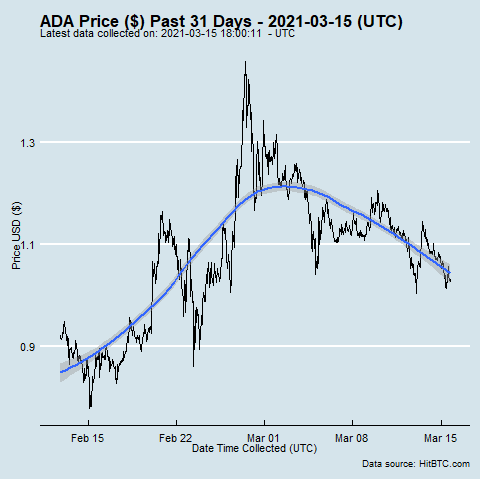 ADA Price ($) Past 31 Days - 2021-03-15 (UTC)
Latest data collected on: 2021-03-15 18:00:11  - UTC
Price USD ($)
1.3
1.1
0.9
Feb 15
Feb 22
Mar 01
Mar 08
Mar 15
Date Time Collected (UTC)
Data source: HitBTC.com